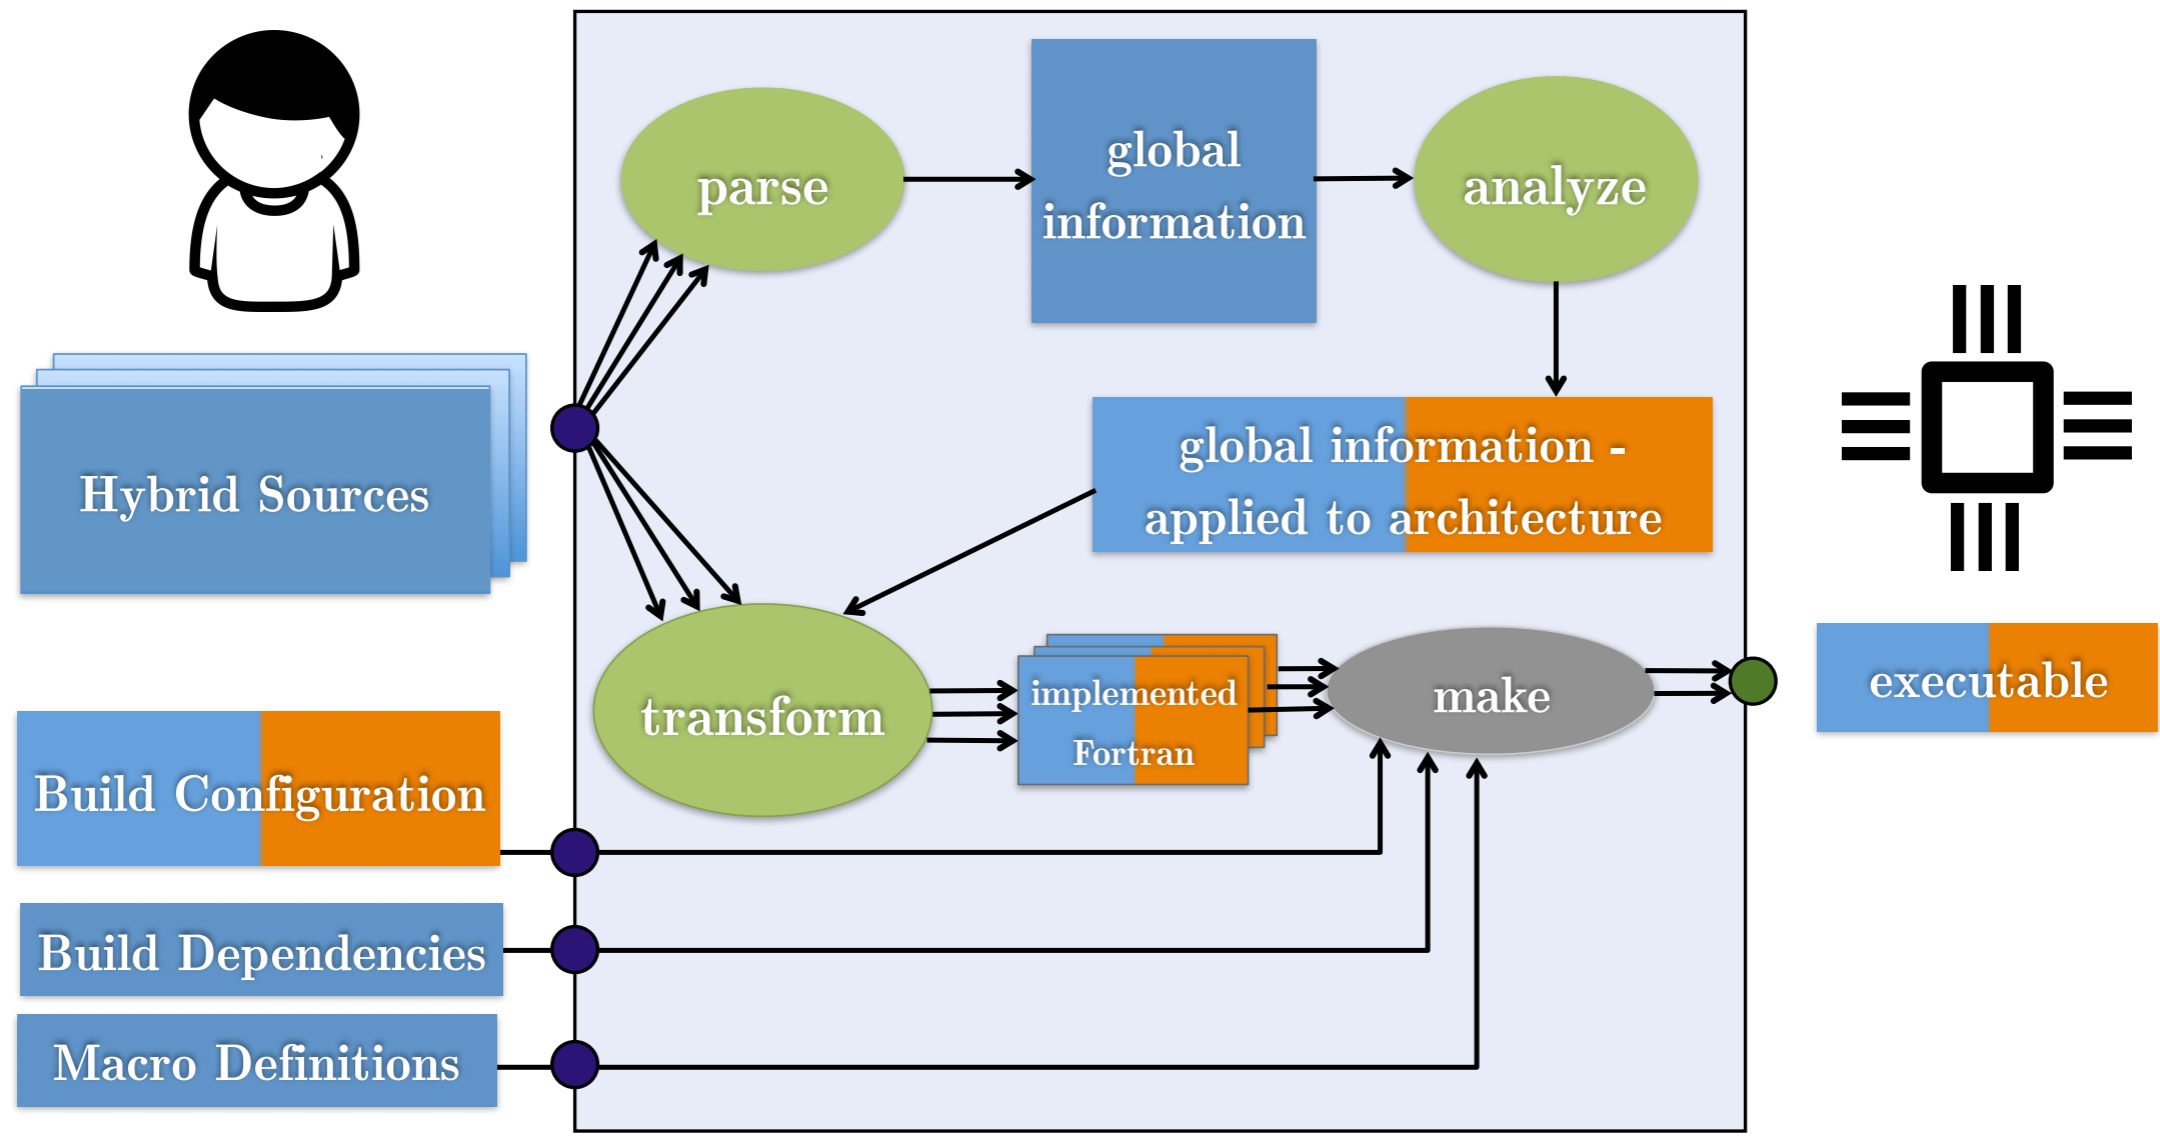 parse
global
information
analyze
Hybrid Sources
global information -
applied to architecture
transform
implemented
Fortran
make
executable
Build Configuration
Build Dependencies
Macro Definitions